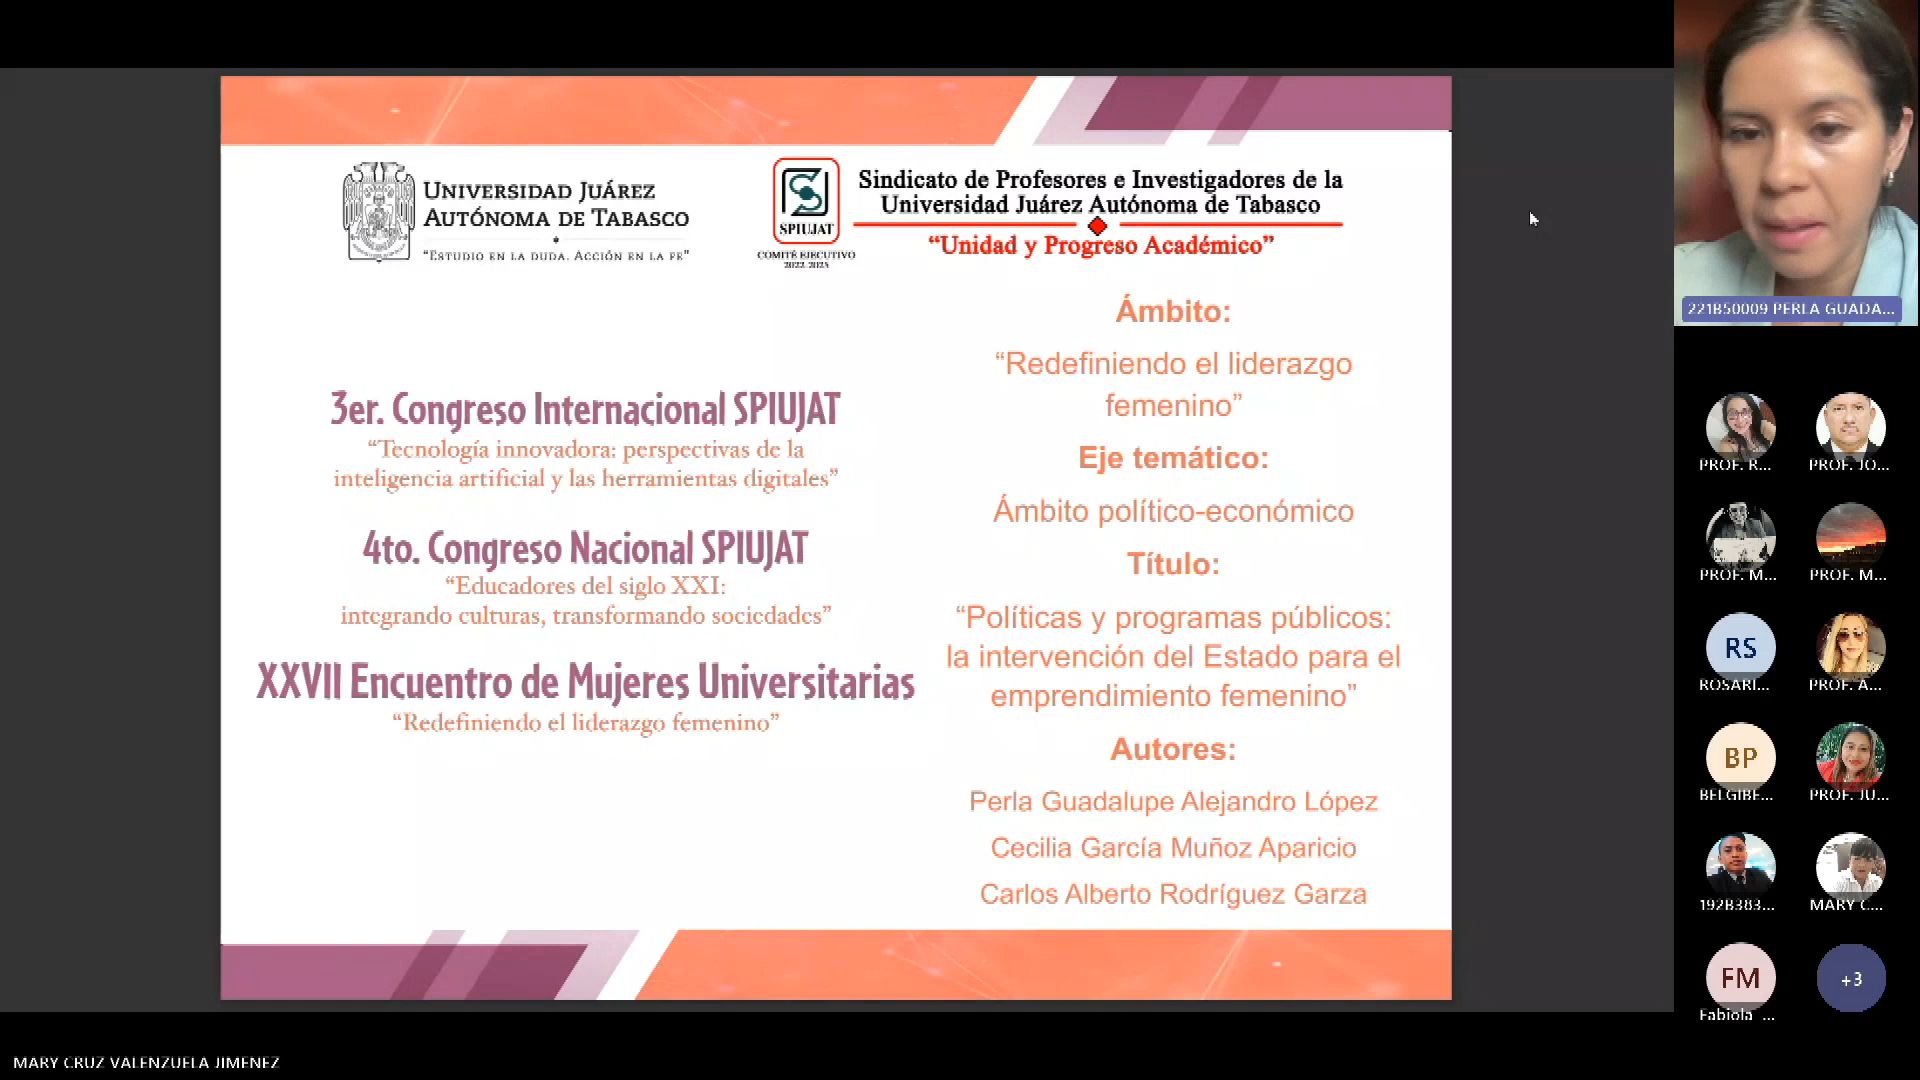 UNIVERSIDAD JUÁREZ
AUTÓNOMA DE TABASCO
“ESTUDIO EN LA DUDA. ACCIÓN EN LA FE”
SPIUJAT
COMITÉ EJECUTIVO
2022-2025
Sindicato de Profesores e Investigadores de la
Universidad Juárez Autónoma de Tabasco
“Unidad y Progreso Académico”
3er. Congreso Internacional SPIUJAT
“Tecnología innovadora: perspectivas de la
inteligencia artificial y las herramientas digitales”
4to. Congreso Nacional SPIUJAT
“Educadores del siglo XXI:
integrando culturas, transformando sociedades”
XXVII Encuentro de Mujeres Universitarias
“Redefiniendo el liderazgo femenino”
Ámbito:
“Redefiniendo el liderazgo
femenino”
Eje temático:
Ámbito político-económico
Título:
“Políticas y programas públicos:
la intervención del Estado para el
emprendimiento femenino”
Autores:
Perla Guadalupe Alejandro López
Cecilia García Muñoz Aparicio
Carlos Alberto Rodríguez Garza
221B50009 PERLA GUADA...
PROF. R... PROF. JO...
PROF. M... PROF. M...
RS
ROSARI... PROF. A...
BP
BELGIBE... PROF. JU...
192B383... MARY C...
FM +3
Fabiola ...
MARY CRUZ VALENZUELA JIMENEZ